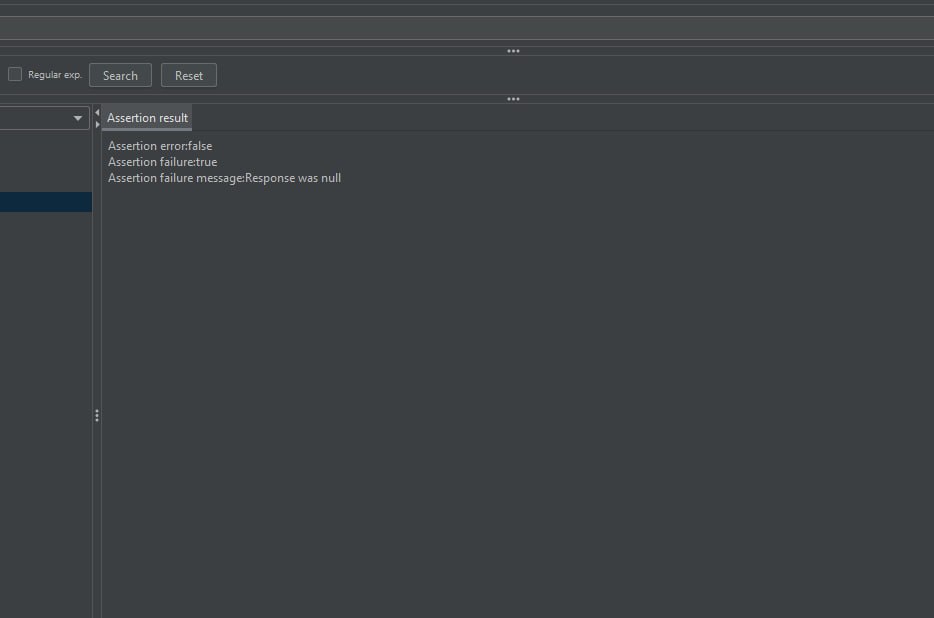 Regular exp. Search Reset
Assertion result
Assertion error:false
Assertion failure:true
Assertion failure message:Response was null